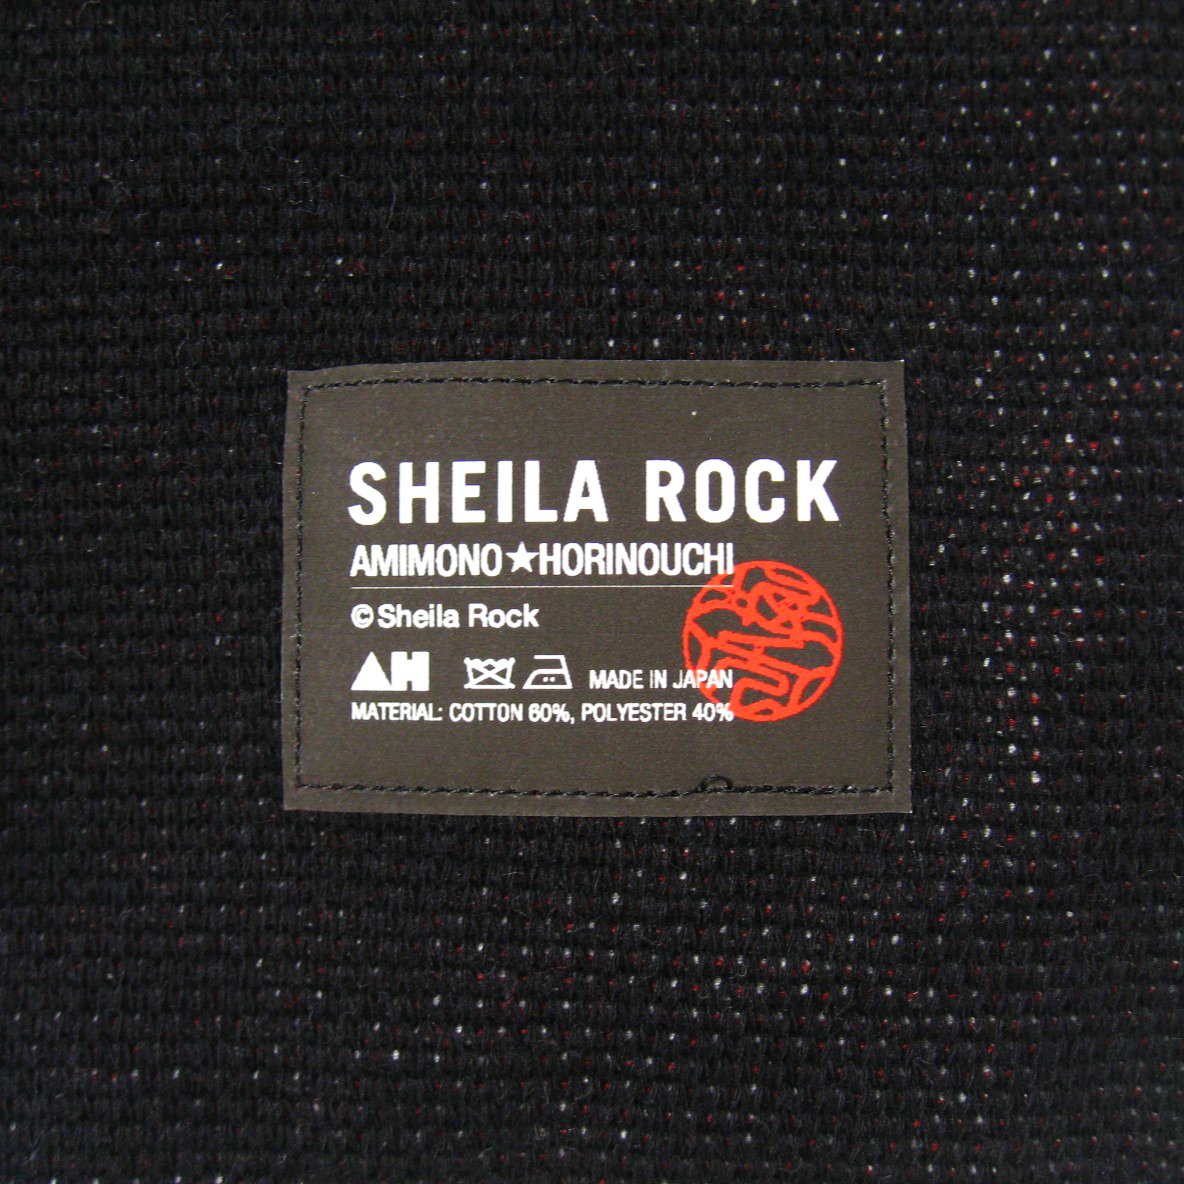 SHEILA ROCK
AMIMONO★HORINOUCHI
©Sheila Rock
AH MADE IN JAPAN
MATERIAL: COTTON 60%, POLYESTER 40%